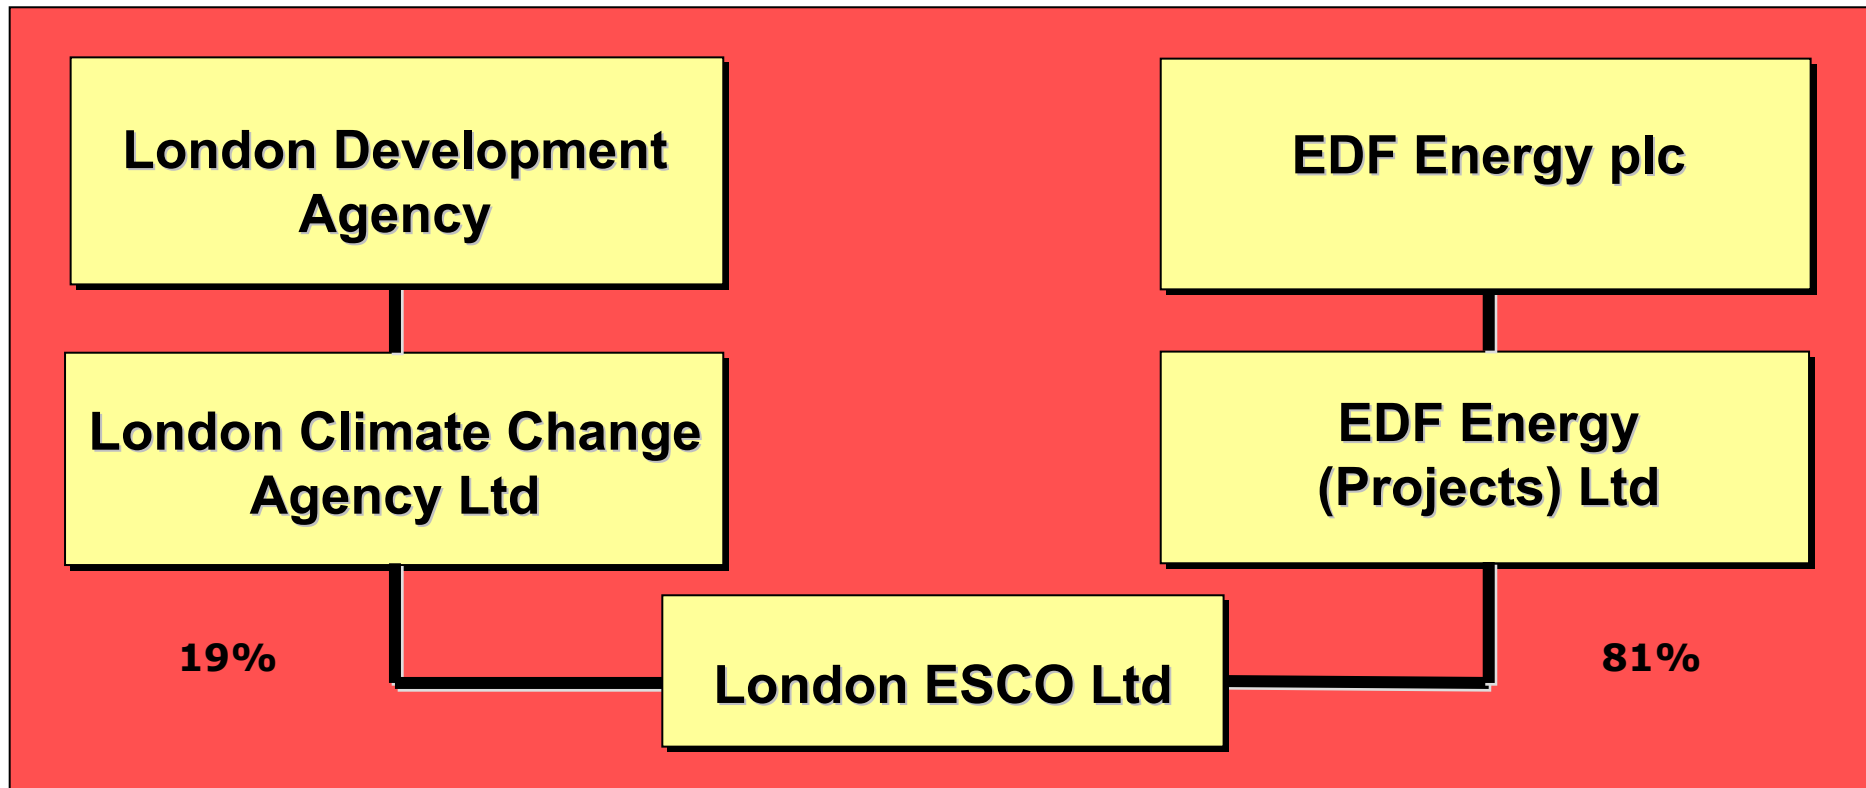 London Development
Agency
EDF Energy plc
London Climate Change
Agency Ltd
EDF Energy
(Projects) Ltd
19%
London ESCO Ltd
81%